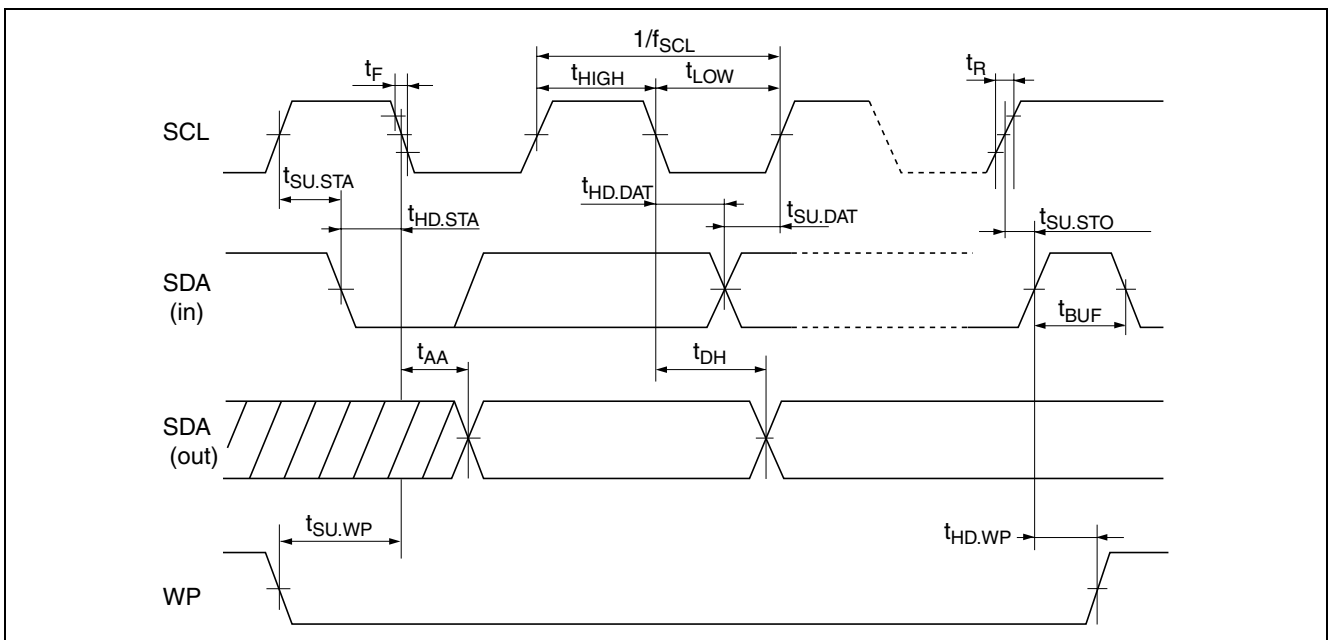 1/fSCL
tF
tHIGH
tLOW
tR
SCL
tSU.STA
tHD.STA
tHD.DAT
tSU.DAT
tSU.STO
SDA
(in)
tBUF
tAA
tDH
SDA
(out)
tSU.WP
tHD.WP
WP